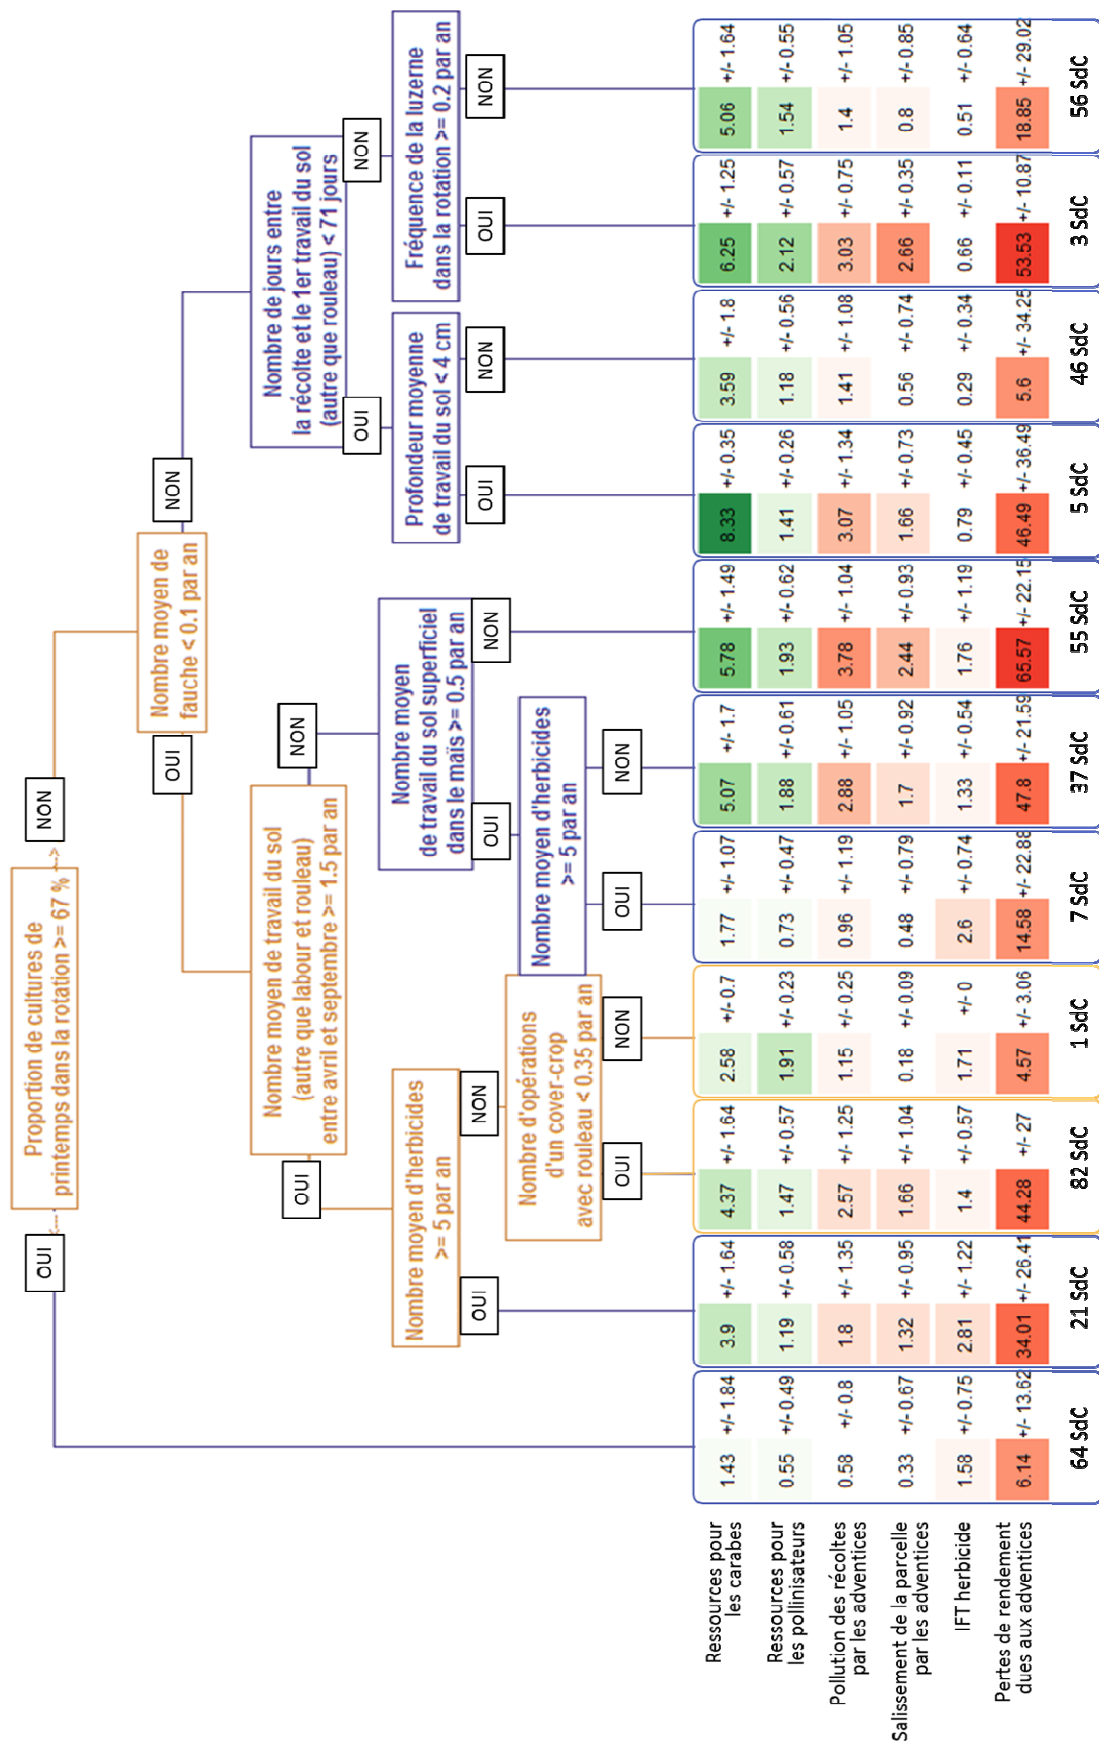 Proportion de cultures de
printemps dans la rotation >= 67 %
OUI
NON
Nombre moyen de
fauche < 0.1 par an
OUI
NON
Nombre moyen de travail du sol
(autre que labour et rouleau)
entre avril et septembre >= 1.5 par an
OUI
NON
Nombre de jours entre
la récolte et le 1er travail du sol
(autre que rouleau) < 71 jours
OUI
NON
Nombre moyen d'herbicides
>= 5 par an
OUI
NON
Nombre moyen
de travail du sol superficiel
dans le maïs >= 0.5 par an
OUI
NON
Profondeur moyenne
de travail du sol < 4 cm
OUI
NON
Fréquence de la luzerne
dans la rotation >= 0.2 par an
OUI
NON
Nombre d'opérations
d'un cover-crop
avec rouleau < 0.35 par an
OUI
NON
Nombre moyen d'herbicides
>= 5 par an
OUI
NON
Ressources pour
les carabes
1.43 +/- 1.84 3.9 +/- 1.64 4.37 +/- 1.64 2.58 +/- 0.7 1.77 +/- 1.07 5.07 +/- 1.7 5.78 +/- 1.49 8.33 +/- 0.35 3.59 +/- 1.8 6.25 +/- 1.25 5.06 +/- 1.64
Ressources pour
les pollinisateurs
0.55 +/- 0.49 1.19 +/- 0.58 1.47 +/- 0.57 1.91 +/- 0.23 0.73 +/- 0.47 1.88 +/- 0.61 1.93 +/- 0.62 1.41 +/- 0.26 1.18 +/- 0.56 2.12 +/- 0.57 1.54 +/- 0.55
Pollution des récoltes
par les adventices
0.58 +/- 0.8 1.8 +/- 1.35 2.57 +/- 1.25 1.15 +/- 0.25 0.96 +/- 1.19 2.88 +/- 1.05 3.78 +/- 1.04 3.07 +/- 1.34 1.41 +/- 1.08 3.03 +/- 0.75 1.4 +/- 1.05
Salissement de la parcelle
par les adventices
0.33 +/- 0.67 1.32 +/- 0.95 1.66 +/- 1.04 0.18 +/- 0.09 0.48 +/- 0.79 1.7 +/- 0.92 2.44 +/- 0.93 1.66 +/- 0.73 0.56 +/- 0.74 2.66 +/- 0.35 0.8 +/- 0.85
IFT herbicide
1.58 +/- 0.75 2.81 +/- 1.22 1.4 +/- 0.57 1.71 +/- 0 2.6 +/- 0.74 1.33 +/- 0.54 1.76 +/- 1.19 0.79 +/- 0.45 0.29 +/- 0.34 0.66 +/- 0.11 0.51 +/- 0.64
Pertes de rendement
dues aux adventices
6.14 +/- 13.62 34.01 +/- 26.41 44.28 +/- 27 4.57 +/- 3.06 14.58 +/- 22.88 47.8 +/- 21.59 65.57 +/- 22.15 46.49 +/- 36.49 5.6 +/- 34.25 53.53 +/- 10.87 18.85 +/- 29.02
64 SdC 21 SdC 82 SdC 1 SdC 7 SdC 37 SdC 55 SdC 5 SdC 46 SdC 3 SdC 56 SdC